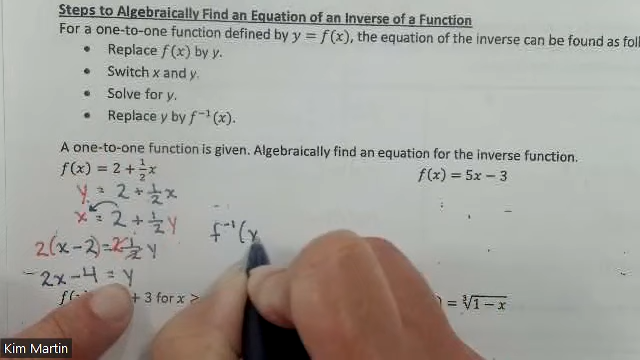 Steps to Algebraically Find an Equation of an Inverse of a Function
For a one-to-one function defined by y = f(x), the equation of the inverse can be found as foll
• Replace f(x) by y.
• Switch x and y.
• Solve for y.
• Replace y by f⁻¹(x).
A one-to-one function is given. Algebraically find an equation for the inverse function.
f(x) = 2 + ½x
f(x) = 5x − 3
y = 2 + ½x
x = 2 + ½y
f⁻¹(x
2(x−2)=2·½y
2x−4 = y
+ 3 for x >
= ∛1−x
Kim Martin